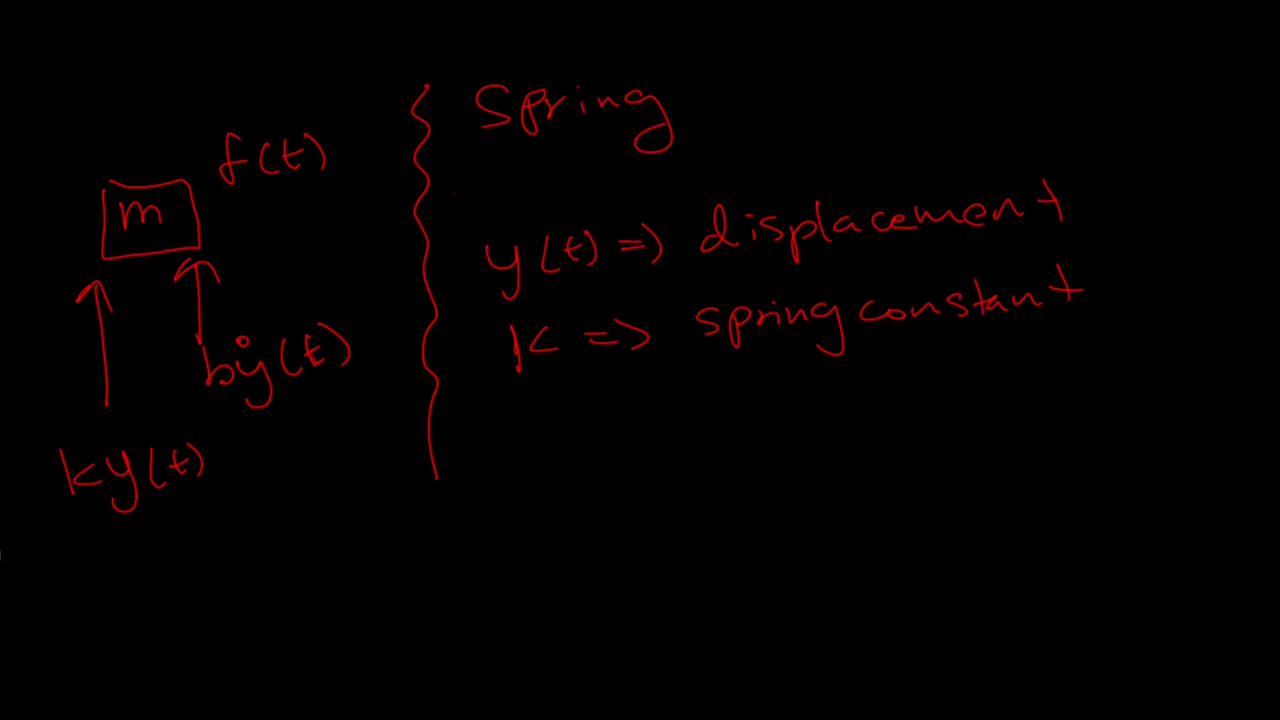 m
f(t)
bẏ(t)
ky(t)
Spring
y(t) => displacement
k => spring constant